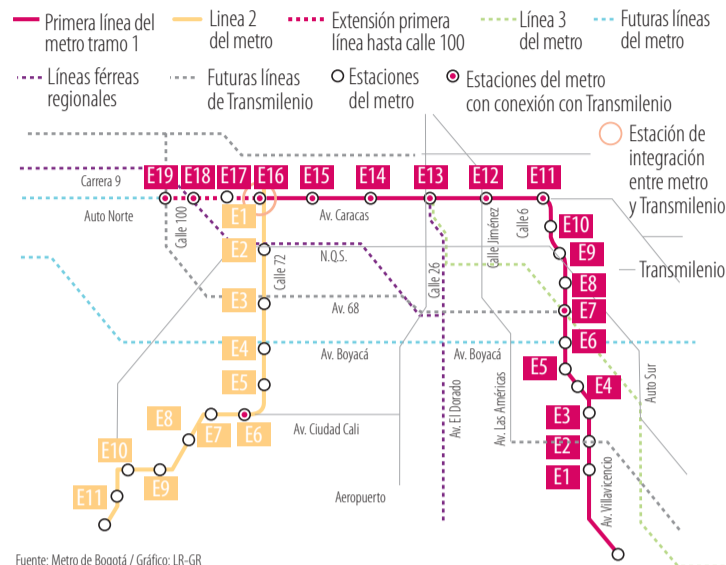 Primera línea del
metro tramo 1
Linea 2
del metro
Extensión primera
línea hasta calle 100
Línea 3
del metro
Futuras líneas
del metro
Líneas férreas
regionales
Futuras líneas
de Transmilenio
Estaciones
del metro
Estaciones del metro
con conexión con Transmilenio
Estación de
integración
entre metro
y Transmilenio
Transmilenio
Carrera 9
E19
E18
E17
E16
E15
E14
E13
E12
E11
Auto Norte
Calle 100
E1
Av. Caracas
Calle 26
Calle Jiménez
Calle 6
E10
E2
Calle 72
N.Q.S.
E9
E8
E3
Av. 68
E7
E4
Av. Boyacá
Av. Boyacá
E6
E5
E5
E4
Auto Sur
E8
E7
E6
Av. Ciudad Cali
Av. El Dorado
Av. Las Américas
E3
E2
E10
E9
E1
E11
Aeropuerto
Av. Villavicencio
Fuente: Metro de Bogotá / Gráfico: LR-GR